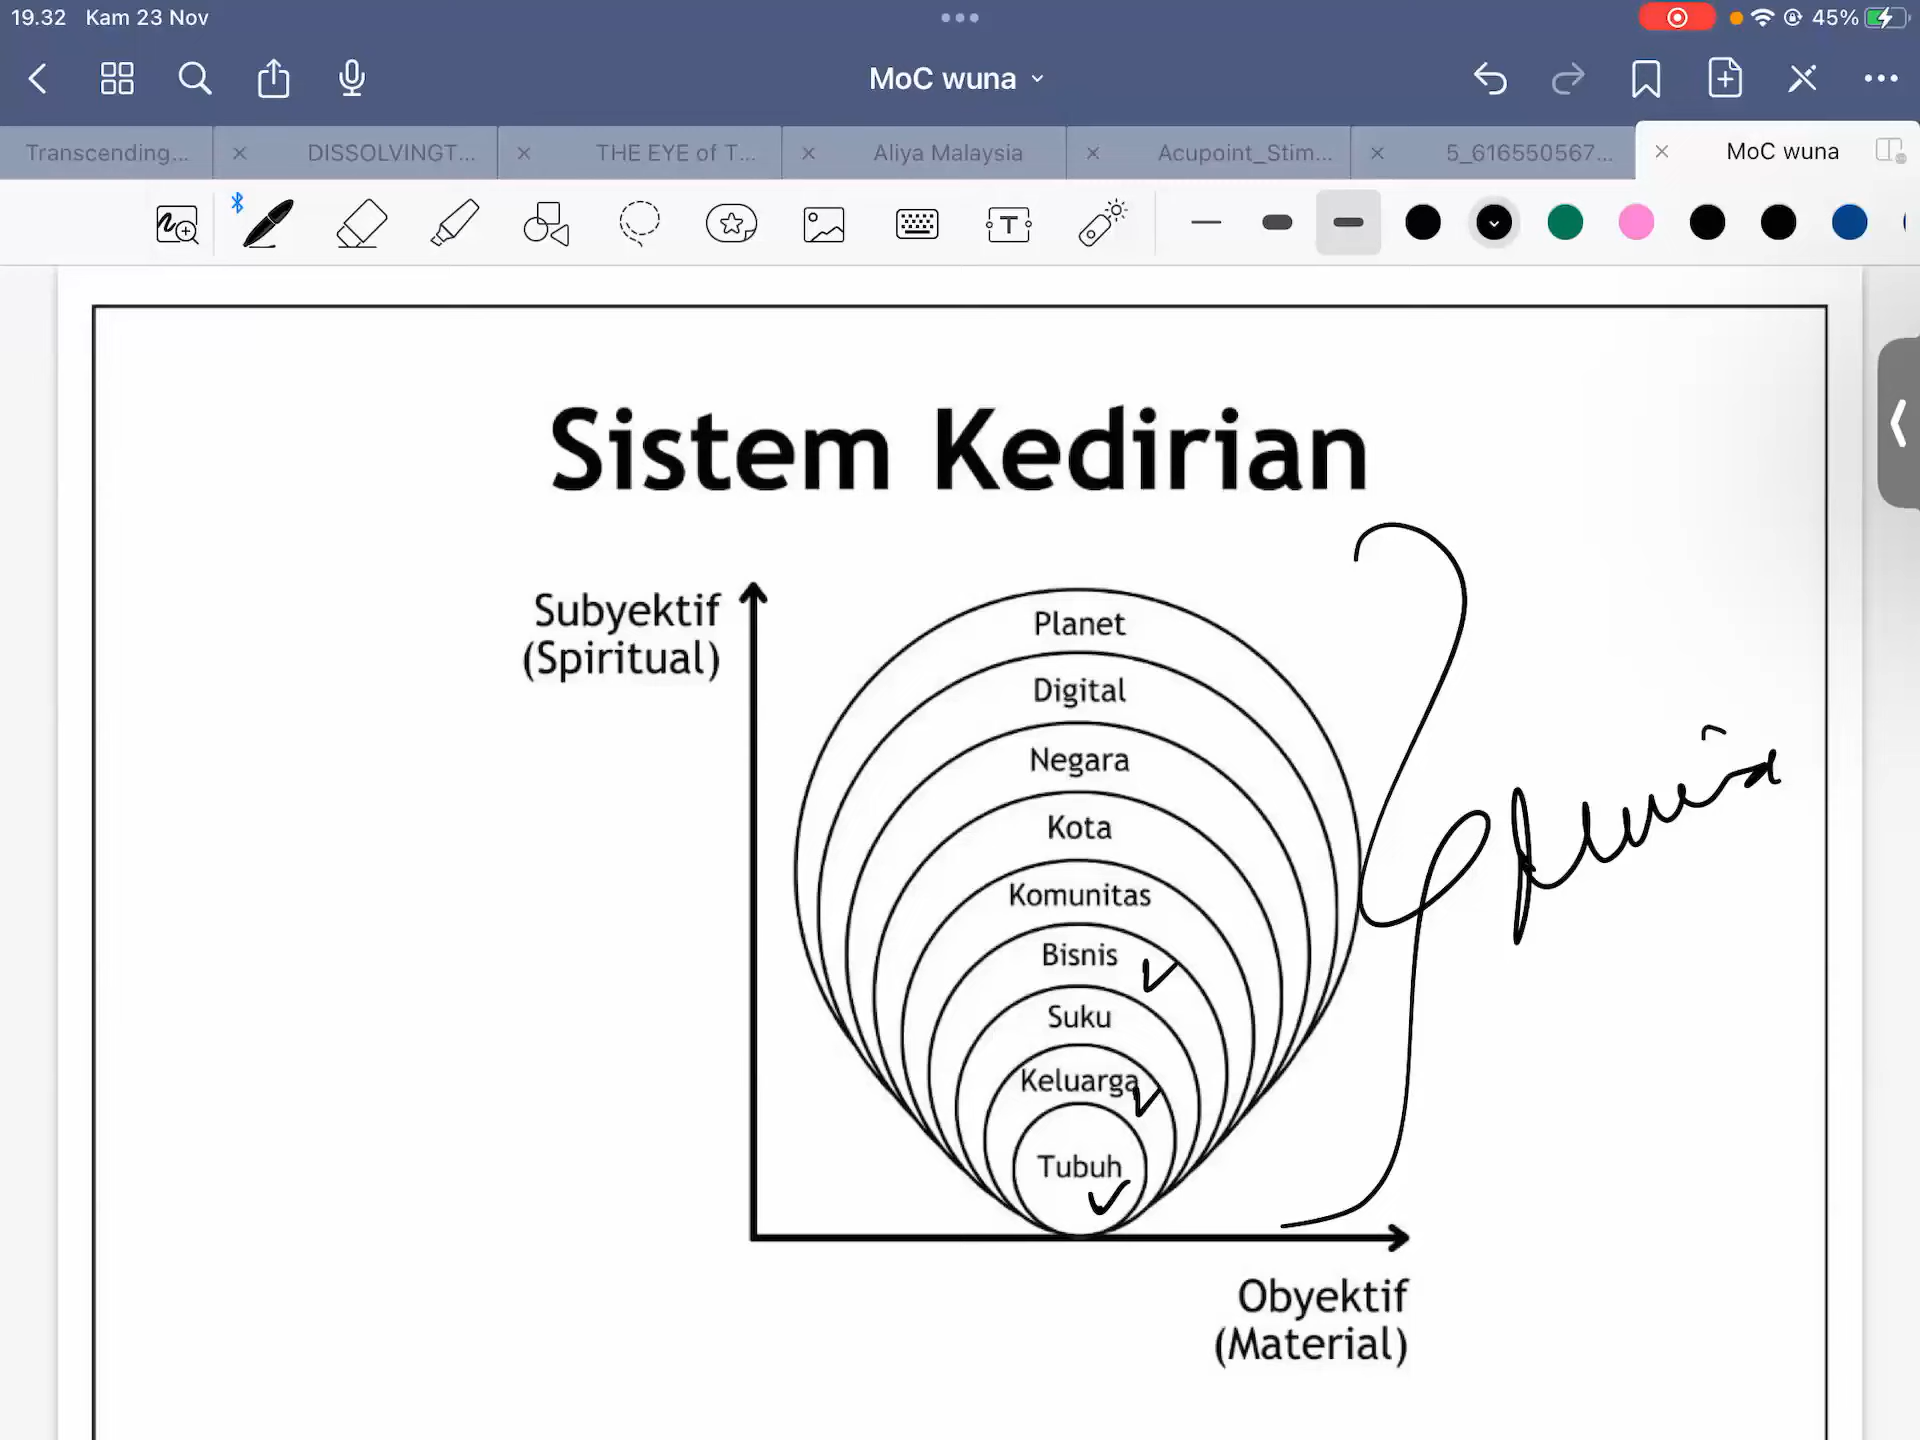 19.32 Kam 23 Nov
45%
MoC wuna
Transcending...
DISSOLVINGT...
THE EYE of T...
Aliya Malaysia
Acupoint_Stim...
5_616550567...
MoC wuna
T
Sistem Kedirian
Subyektif
(Spiritual)
Planet
Digital
Negara
Kota
Komunitas
Bisnis
Suku
Keluarga
Tubuh
Obyektif
(Material)